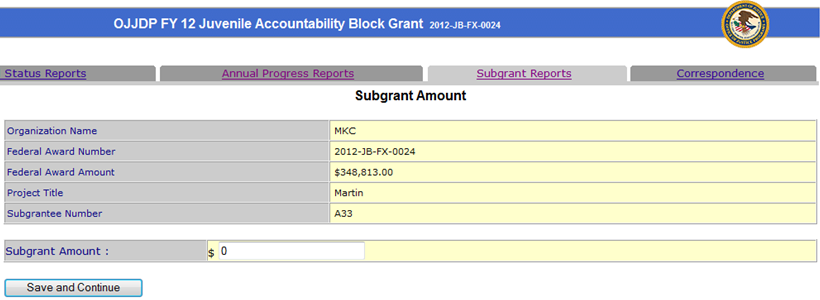 OJJDP FY 12 Juvenile Accountability Block Grant 2012-JB-FX-0024
Status Reports Annual Progress Reports Subgrant Reports Correspondence
Subgrant Amount
Organization Name MKC
Federal Award Number 2012-JB-FX-0024
Federal Award Amount $348,813.00
Project Title Martin
Subgrantee Number A33
Subgrant Amount : $ 0
Save and Continue